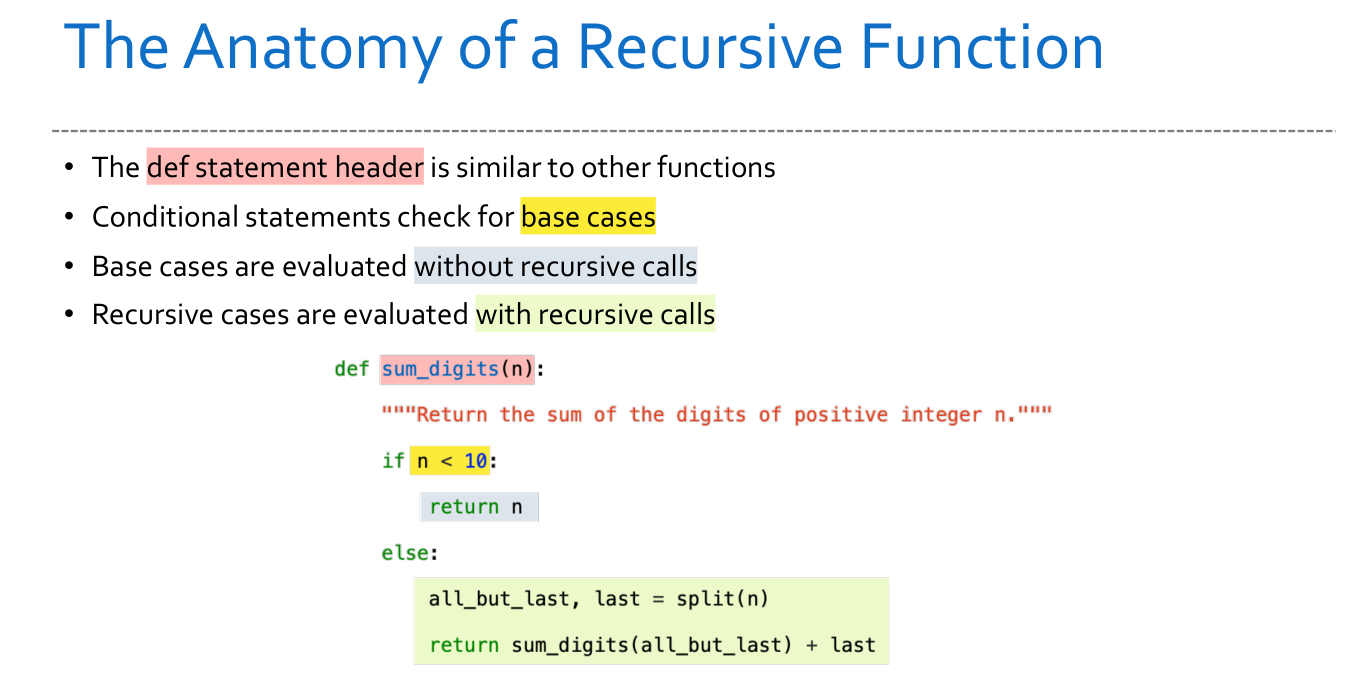 The Anatomy of a Recursive Function
• The def statement header is similar to other functions
• Conditional statements check for base cases
• Base cases are evaluated without recursive calls
• Recursive cases are evaluated with recursive calls
def sum_digits(n):
    """Return the sum of the digits of positive integer n."""
    if n < 10:
        return n
    else:
        all_but_last, last = split(n)
        return sum_digits(all_but_last) + last